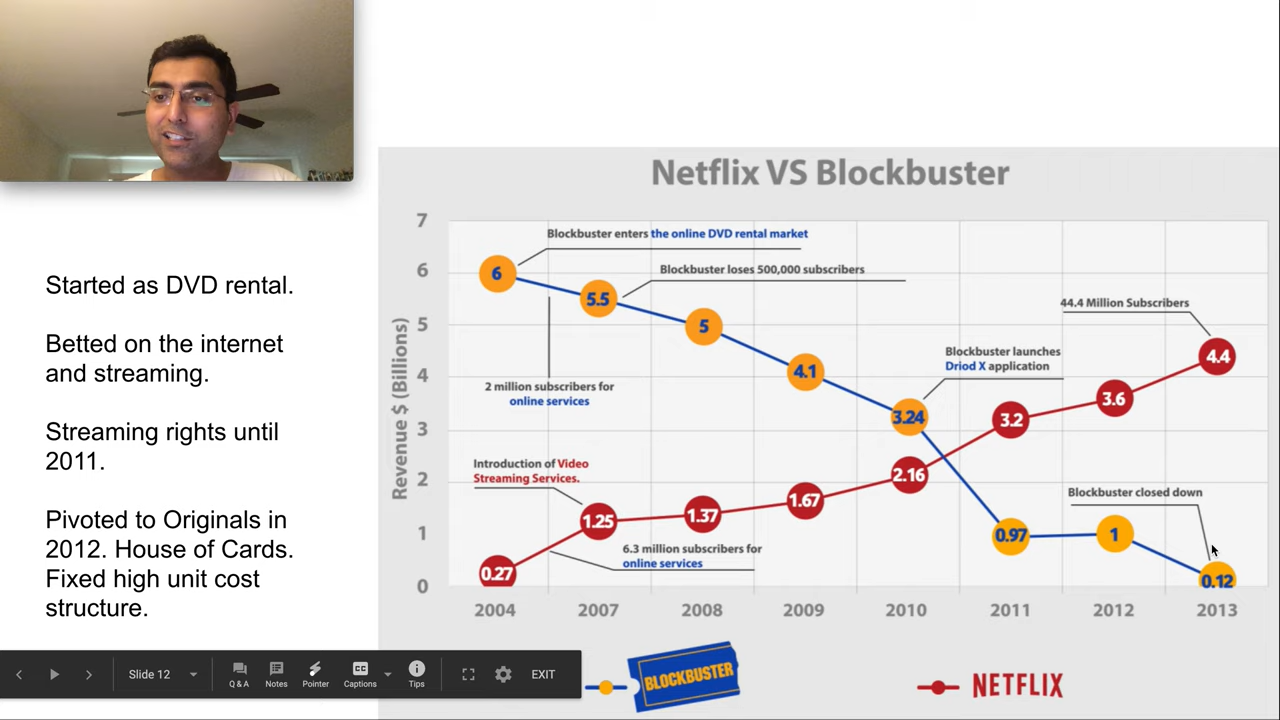 Netflix VS Blockbuster
Started as DVD rental.
Betted on the internet
and streaming.
Streaming rights until
2011.
Pivoted to Originals in
2012. House of Cards.
Fixed high unit cost
structure.
Revenue $ (Billions)
7
6
5
4
3
2
1
0
Blockbuster enters the online DVD rental market
Blockbuster loses 500,000 subscribers
44.4 Million Subscribers
Blockbuster launches
Driod X application
2 million subscribers for
online services
Introduction of Video
Streaming Services.
6.3 million subscribers for
online services
Blockbuster closed down
6
5.5
5
4.1
3.24
0.97
1
0.12
0.27
1.25
1.37
1.67
2.16
3.2
3.6
4.4
2004 2007 2008 2009 2010 2011 2012 2013
BLOCKBUSTER
NETFLIX
Slide 12
Q & A
Notes
Pointer
CC
Captions
Tips
EXIT